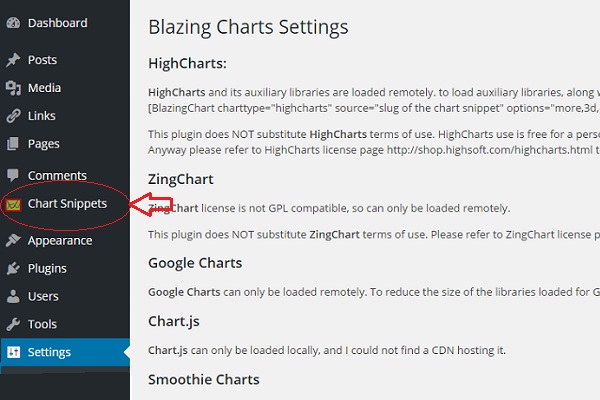 Dashboard
Posts
Media
Links
Pages
Comments
Chart Snippets
Appearance
Plugins
Users
Tools
Settings
Blazing Charts Settings
HighCharts:
HighCharts and its auxiliary libraries are loaded remotely. to load auxiliary libraries, along w
[BlazingChart charttype="highcharts" source="slug of the chart snippet" options="more,3d,
This plugin does NOT substitute HighCharts terms of use. HighCharts use is free for a perso
Anyway please refer to HighCharts license page http://shop.highsoft.com/highcharts.html to
ZingChart
ZingChart license is not GPL compatible, so can only be loaded remotely.
This plugin does NOT substitute ZingChart terms of use. Please refer to ZingChart license p
Google Charts
Google Charts can only be loaded remotely. To reduce the size of the libraries loaded for G
Chart.js
Chart.js can only be loaded locally, and I could not find a CDN hosting it.
Smoothie Charts